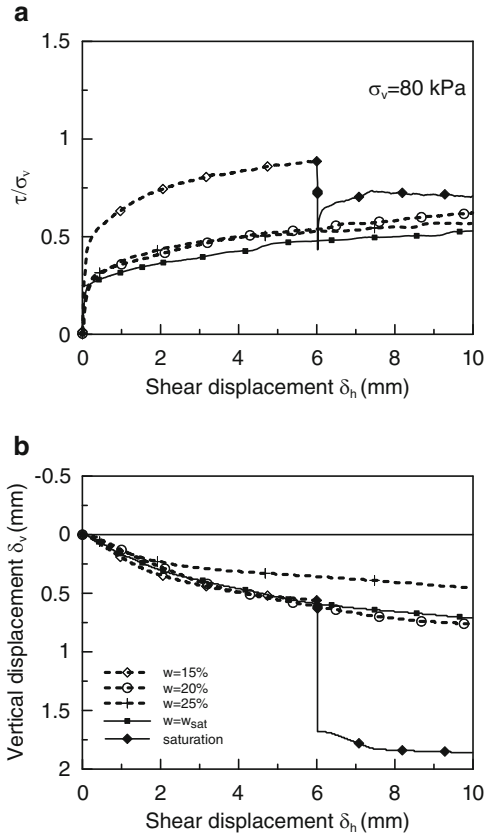 a
σv=80 kPa
1.5
1
0.5
0
τ/σv
0 2 4 6 8 10
Shear displacement δh (mm)
b
-0.5
0
0.5
1
1.5
2
Vertical displacement δv (mm)
w=15%
w=20%
w=25%
w=wsat
saturation
0 2 4 6 8 10
Shear displacement δh (mm)